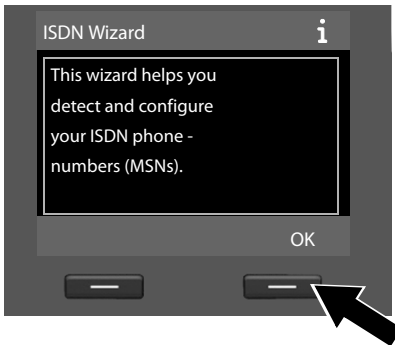 ISDN Wizard i
This wizard helps you
detect and configure
your ISDN phone -
numbers (MSNs).
OK